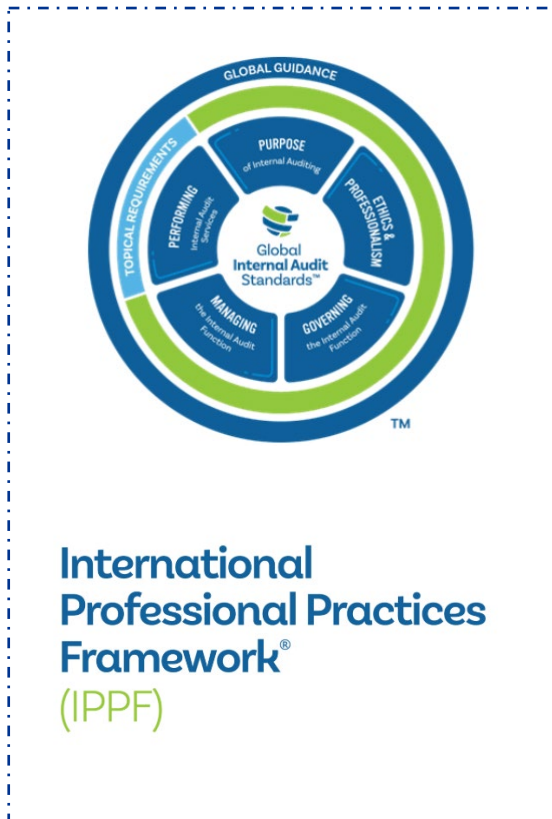 GLOBAL GUIDANCE
TOPICAL REQUIREMENTS
PURPOSE
of Internal Auditing
ETHICS &
PROFESSIONALISM
GOVERNING
the Internal Audit
Function
MANAGING
the Internal Audit
Function
PERFORMING
Internal Audit
Services
Global
Internal Audit
Standards™
TM
International
Professional Practices
Framework®
(IPPF)